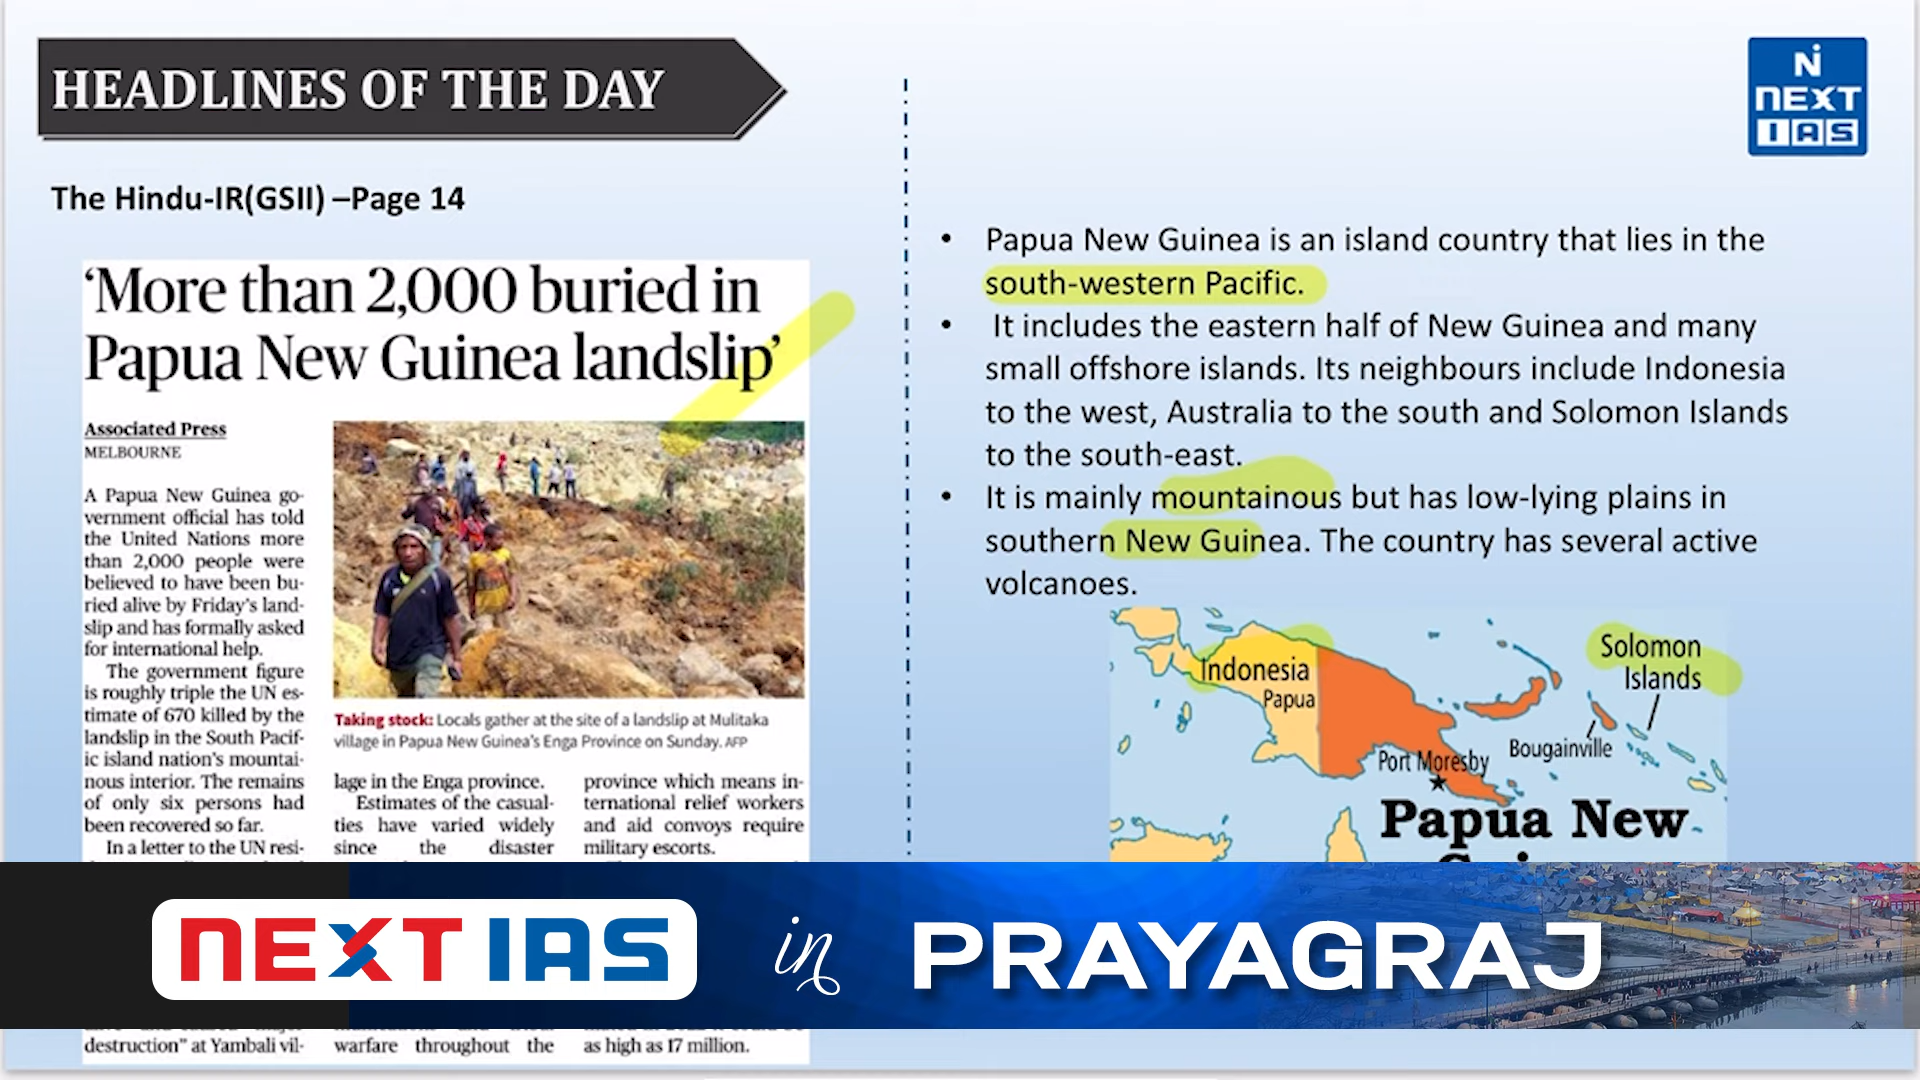 HEADLINES OF THE DAY
N
NEXT
IAS
The Hindu-IR(GSII) –Page 14
‘More than 2,000 buried in
Papua New Guinea landslip’
Associated Press
MELBOURNE
A Papua New Guinea go-
vernment official has told
the United Nations more
than 2,000 people were
believed to have been bu-
ried alive by Friday's land-
slip and has formally asked
for international help.
The government figure
is roughly triple the UN es-
timate of 670 killed by the
landslip in the South Pacif-
ic island nation's mountai-
nous interior. The remains
of only six persons had
been recovered so far.
In a letter to the UN resi-
destruction” at Yambali vil-
Taking stock: Locals gather at the site of a landslip at Mulitaka
village in Papua New Guinea's Enga Province on Sunday. AFP
lage in the Enga province.
Estimates of the casual-
ties have varied widely
since the disaster
warfare throughout the
province which means in-
ternational relief workers
and aid convoys require
military escorts.
as high as 17 million.
• Papua New Guinea is an island country that lies in the
south-western Pacific.
• It includes the eastern half of New Guinea and many
small offshore islands. Its neighbours include Indonesia
to the west, Australia to the south and Solomon Islands
to the south-east.
• It is mainly mountainous but has low-lying plains in
southern New Guinea. The country has several active
volcanoes.
Indonesia
Papua
Solomon
Islands
Bougainville
Port Moresby
Papua New
NEXT IAS in PRAYAGRAJ